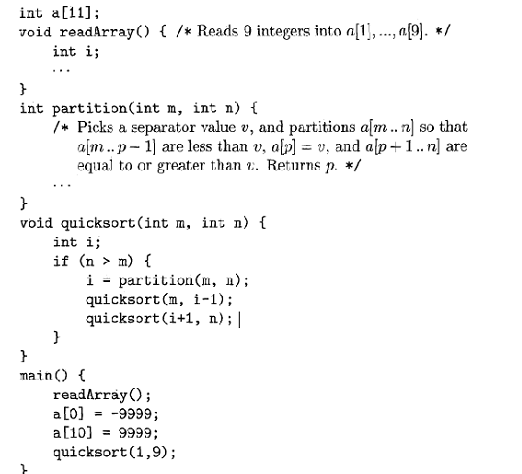 int a[11];
void readArray() { /* Reads 9 integers into a[1], ..., a[9]. */
int i;
...
}
int partition(int m, int n) {
/* Picks a separator value v, and partitions a[m .. n] so that
a[m .. p − 1] are less than v, a[p] = v, and a[p + 1 .. n] are
equal to or greater than v. Returns p. */
...
}
void quicksort(int m, int n) {
int i;
if (n > m) {
i = partition(m, n);
quicksort(m, i-1);
quicksort(i+1, n);|
}
}
main() {
readArray();
a[0] = -9999;
a[10] = 9999;
quicksort(1,9);
}